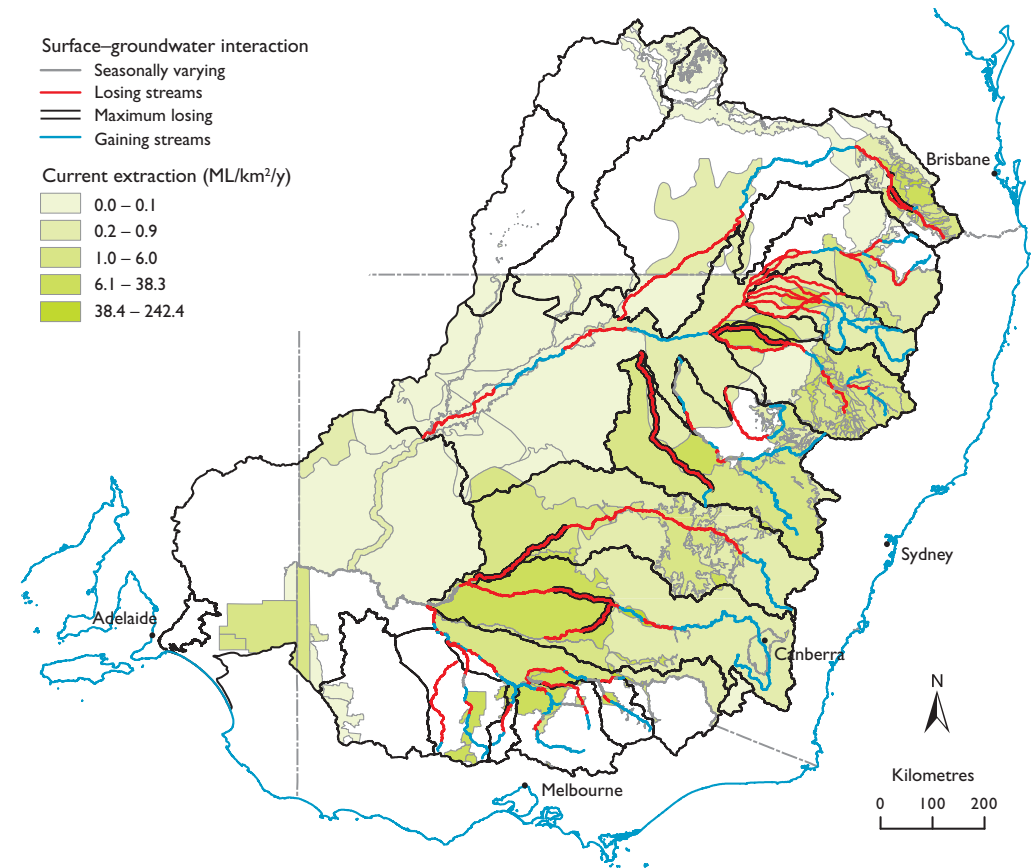 Surface–groundwater interaction
Seasonally varying
Losing streams
Maximum losing
Gaining streams
Current extraction (ML/km²/y)
0.0 – 0.1
0.2 – 0.9
1.0 – 6.0
6.1 – 38.3
38.4 – 242.4
Brisbane
Sydney
Adelaide
Canberra
Melbourne
N
Kilometres
0 100 200